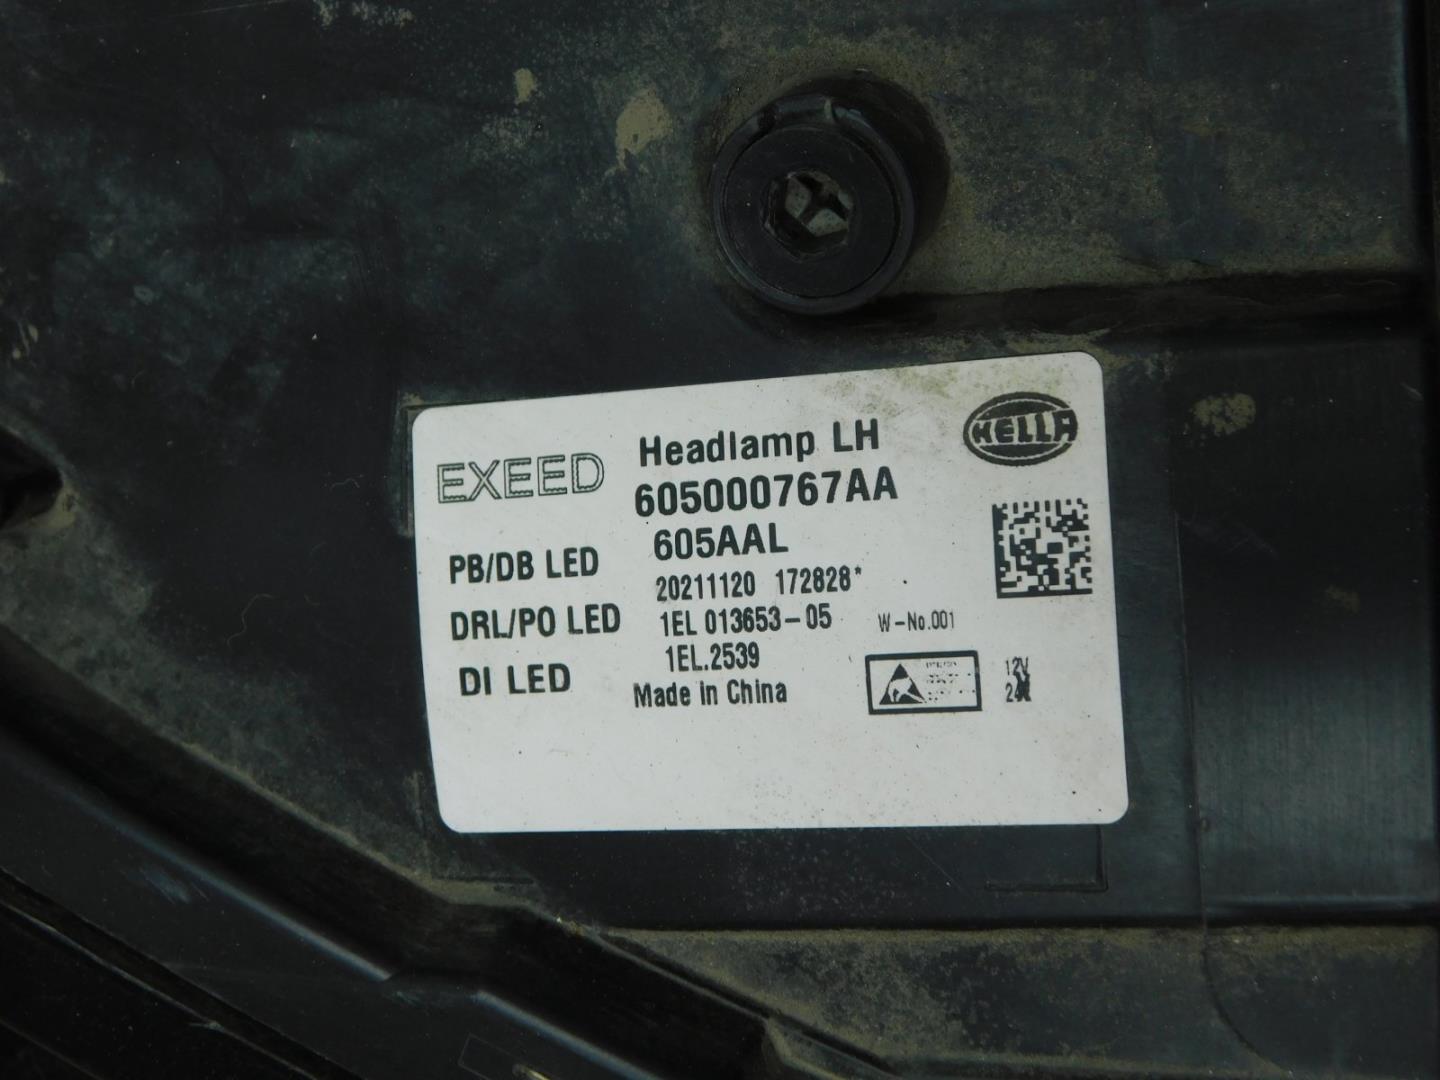 Headlamp LH
HELLA
EXEED
605000767AA
605AAL
PB/DB LED
20211120 172828*
DRL/PO LED
1EL 013653-05
W-No.001
1EL.2539
DI LED
Made in China
12V